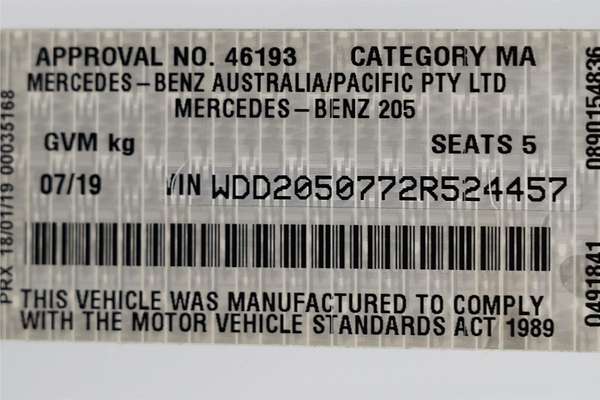 APPROVAL NO. 46193 CATEGORY MA
MERCEDES-BENZ AUSTRALIA/PACIFIC PTY LTD
MERCEDES-BENZ 205
GVM kg SEATS 5
07/19 VIN WDD2050772R524457
THIS VEHICLE WAS MANUFACTURED TO COMPLY
WITH THE MOTOR VEHICLE STANDARDS ACT 1989
PRX 18/01/19 00035168
0890154836
0491841